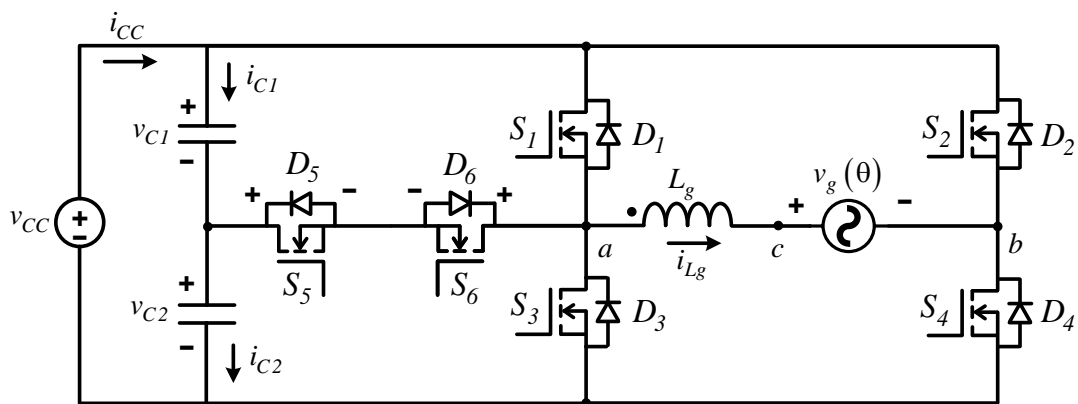 i_CC
i_C1
+
v_C1
-
S_1
D_1
S_2
D_2
D_5
D_6
+ -
- +
L_g
v_g (θ)
v_CC
+
-
+ -
a
c
b
i_Lg
S_5
S_6
+
v_C2
-
S_3
D_3
S_4
D_4
i_C2